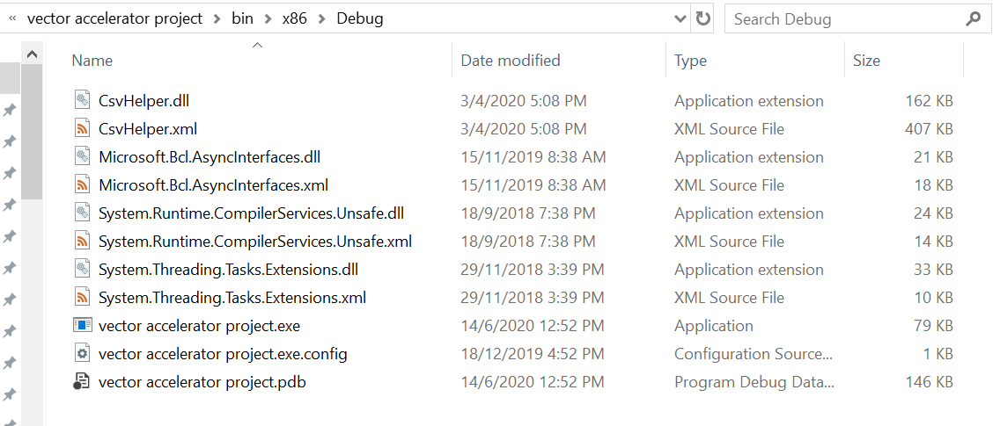 « vector accelerator project > bin > x86 > Debug Search Debug
Name Date modified Type Size
CsvHelper.dll 3/4/2020 5:08 PM Application extension 162 KB
CsvHelper.xml 3/4/2020 5:08 PM XML Source File 407 KB
Microsoft.Bcl.AsyncInterfaces.dll 15/11/2019 8:38 AM Application extension 21 KB
Microsoft.Bcl.AsyncInterfaces.xml 15/11/2019 8:38 AM XML Source File 18 KB
System.Runtime.CompilerServices.Unsafe.dll 18/9/2018 7:38 PM Application extension 24 KB
System.Runtime.CompilerServices.Unsafe.xml 18/9/2018 7:38 PM XML Source File 14 KB
System.Threading.Tasks.Extensions.dll 29/11/2018 3:39 PM Application extension 33 KB
System.Threading.Tasks.Extensions.xml 29/11/2018 3:39 PM XML Source File 10 KB
vector accelerator project.exe 14/6/2020 12:52 PM Application 79 KB
vector accelerator project.exe.config 18/12/2019 4:52 PM Configuration Source... 1 KB
vector accelerator project.pdb 14/6/2020 12:52 PM Program Debug Data... 146 KB